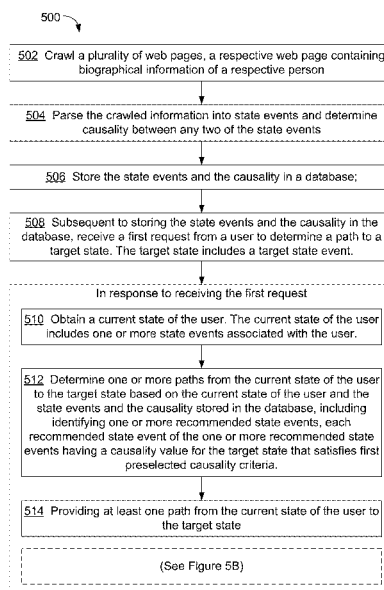 500
502 Crawl a plurality of web pages, a respective web page containing
biographical information of a respective person
504 Parse the crawled information into state events and determine
causality between any two of the state events
506 Store the state events and the causality in a database;
508 Subsequent to storing the state events and the causality in the
database, receive a first request from a user to determine a path to a
target state. The target state includes a target state event.
In response to receiving the first request
510 Obtain a current state of the user. The current state of the user
includes one or more state events associated with the user.
512 Determine one or more paths from the current state of the user
to the target state based on the current state of the user and
the state events and the causality stored in the database, including
identifying one or more recommended state events, each
recommended state event of the one or more recommended state
events having a causality value for the target state that satisfies first
preselected causality criteria.
514 Providing at least one path from the current state of the user to
the target state
(See Figure 5B)